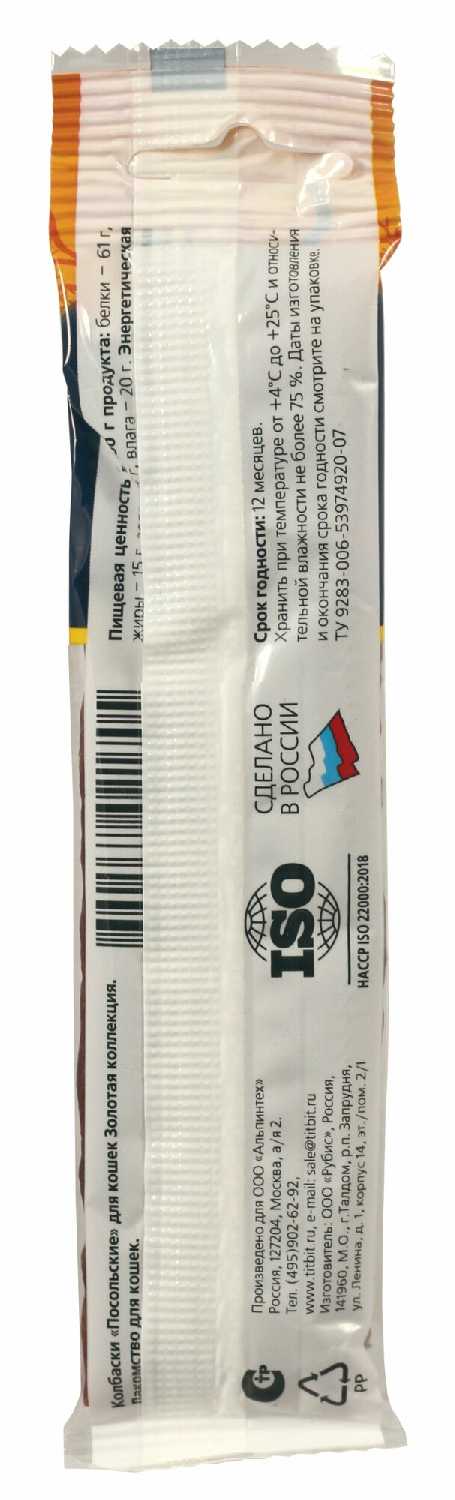 Колбаски «Посольские» для кошек Золотая коллекция.
Лакомство для кошек.
Пищевая ценность г продукта: белки – 61 г,
жиры – 15 г, влага – 20 г. Энергетическая
Произведено для ООО «Альпинтех»
Россия, 127204, Москва, а/я 2.
Тел. (495)902-62-92,
www.titbit.ru, e-mail: sale@titbit.ru
Изготовитель: ООО «Рубис», Россия,
141960, М.О., г.Талдом, р.п. Запрудня,
ул. Ленина, д.1, корпус 14, эт./пом. 2/1
PP
ISO
HACCP ISO 22000:2018
СДЕЛАНО
В РОССИИ
Срок годности: 12 месяцев.
Хранить при температуре от +4°С до +25°С и относи-
тельной влажности не более 75 %. Даты изготовления
и окончания срока годности смотрите на упаковке.
ТУ 9283-006-53974920-07